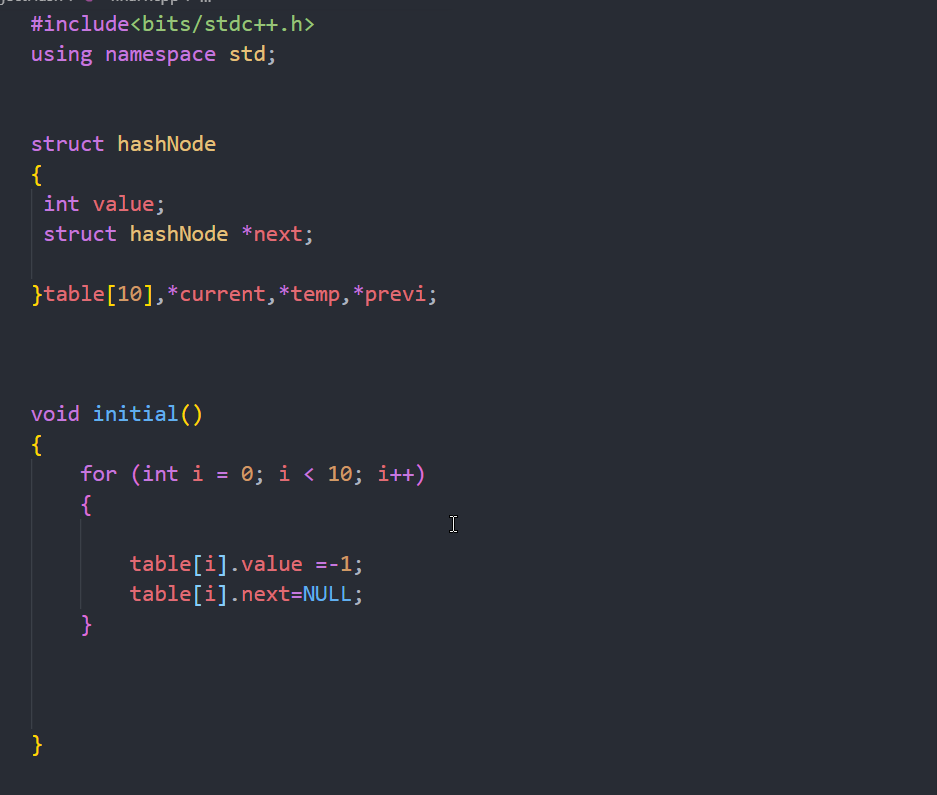 #include<bits/stdc++.h>
using namespace std;
struct hashNode
{
int value;
struct hashNode *next;
}table[10],*current,*temp,*previ;
void initial()
{
for (int i = 0; i < 10; i++)
{
table[i].value =-1;
table[i].next=NULL;
}
}